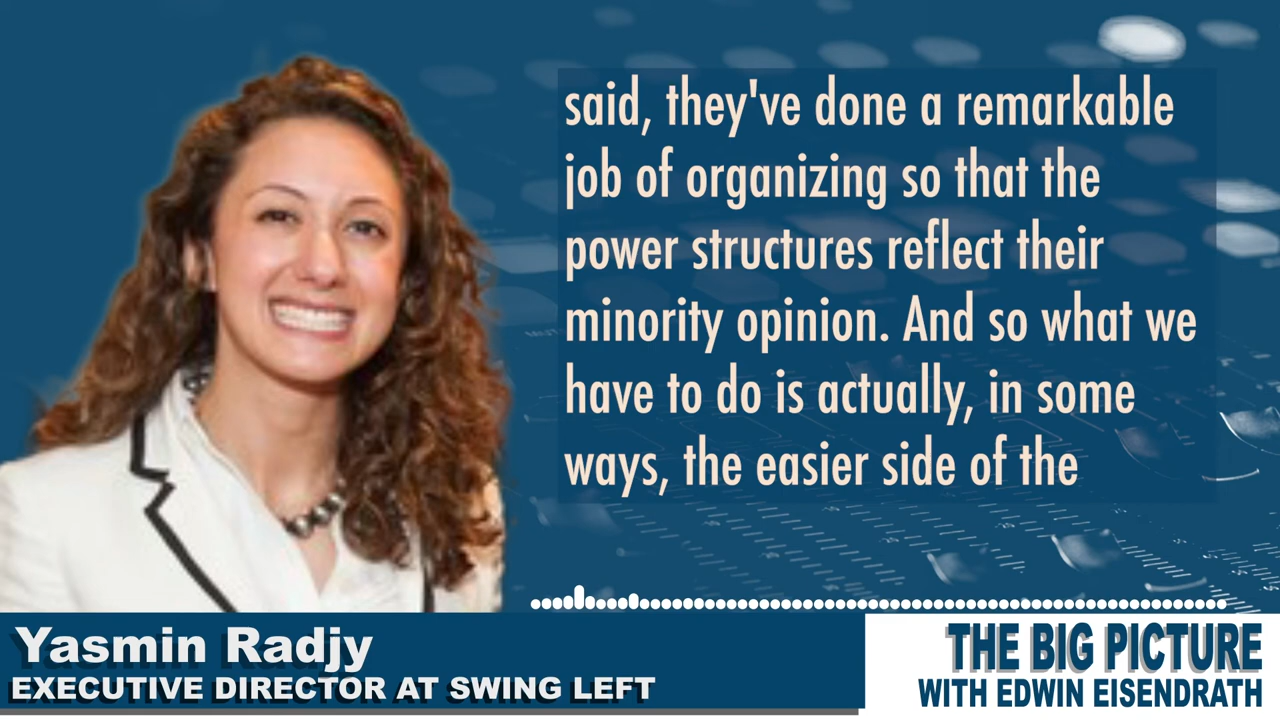 said, they've done a remarkable
job of organizing so that the
power structures reflect their
minority opinion. And so what we
have to do is actually, in some
ways, the easier side of the
Yasmin Radjy
EXECUTIVE DIRECTOR AT SWING LEFT
THE BIG PICTURE
WITH EDWIN EISENDRATH